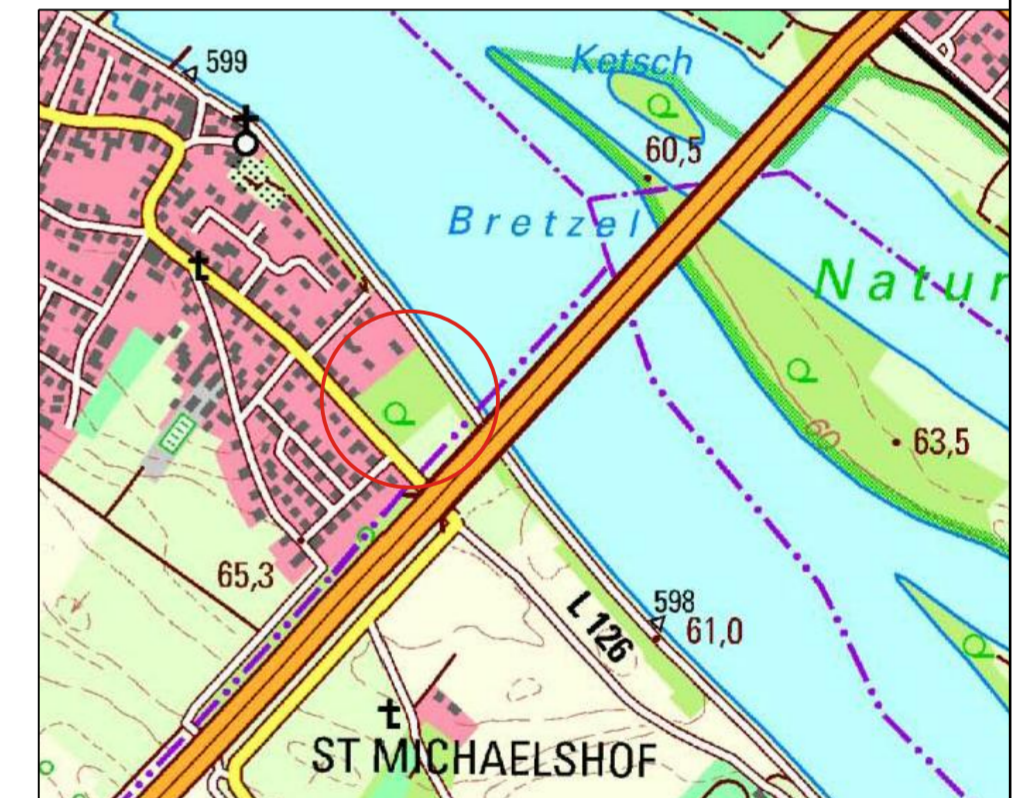 599
Ketsch
60,5
Bretzel
Natur
60
63,5
65,3
598
61,0
L 126
ST MICHAELSHOF